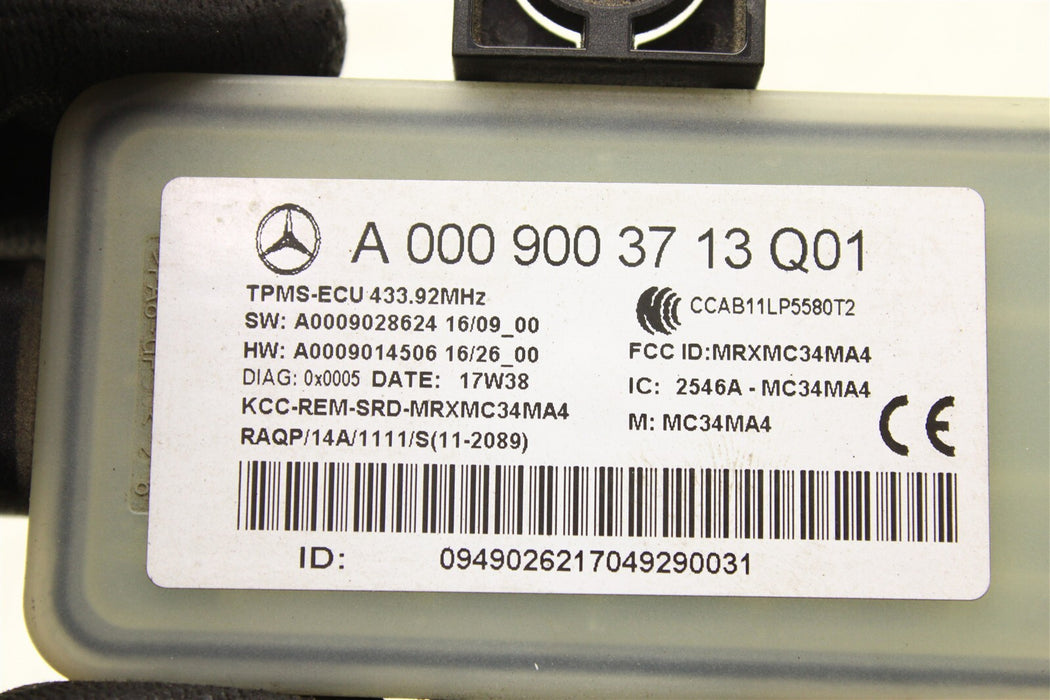 A 000 900 37 13 Q01
TPMS-ECU 433.92MHz
SW: A0009028624 16/09_00
HW: A0009014506 16/26_00
DIAG: 0x0005 DATE: 17W38
KCC-REM-SRD-MRXMC34MA4
RAQP/14A/1111/S(11-2089)
CCAB11LP5580T2
FCC ID:MRXMC34MA4
IC: 2546A - MC34MA4
M: MC34MA4
CE
ID: 0949026217049290031